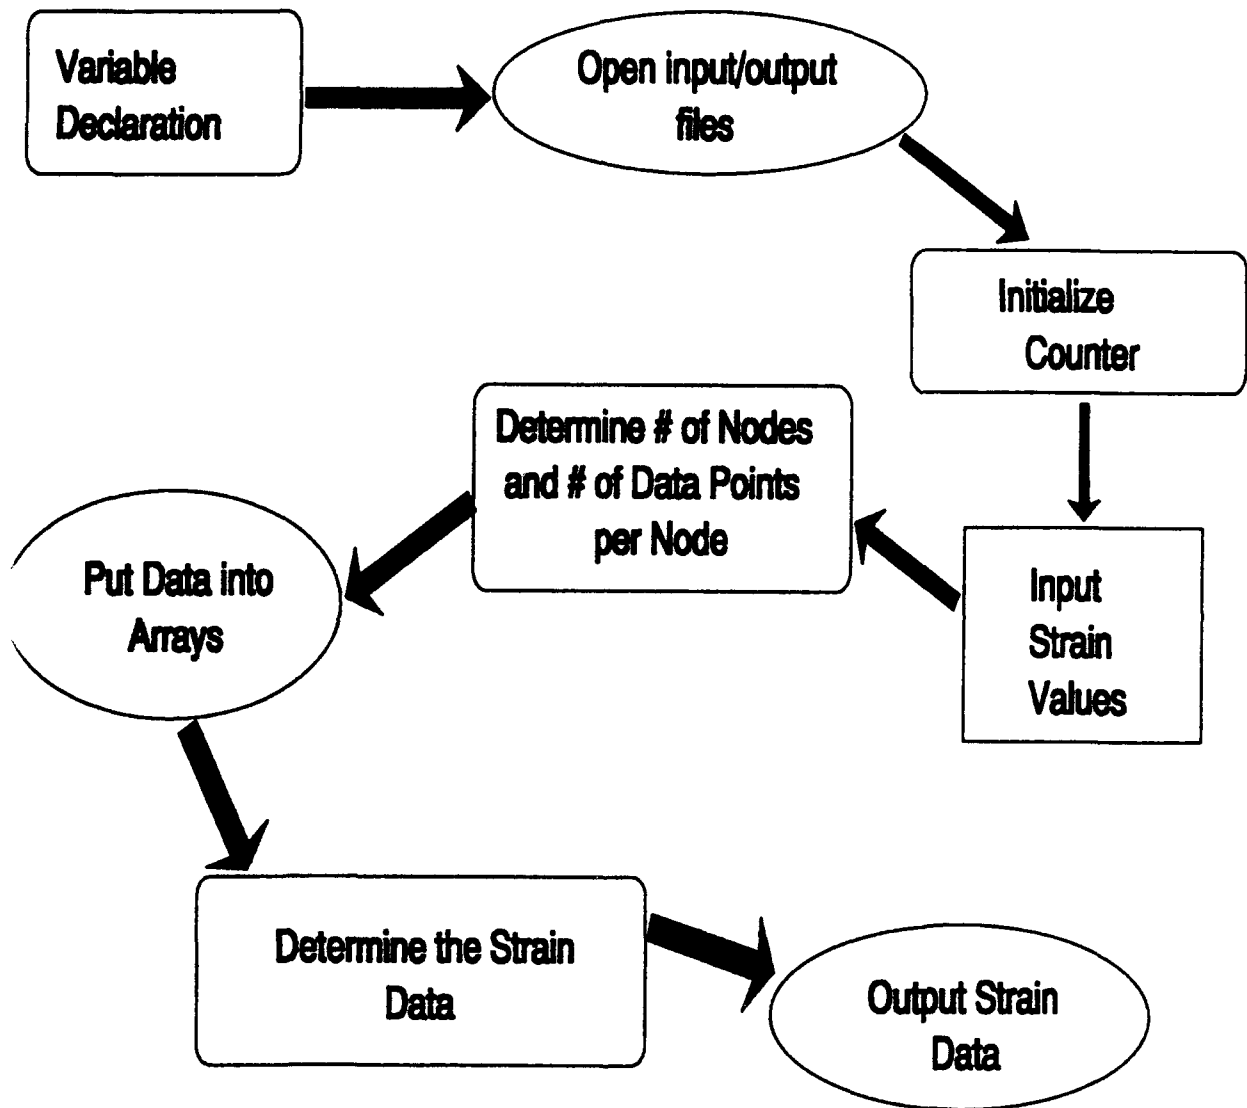 Variable
Declaration
Open input/output
files
Initialize
Counter
Input
Strain
Values
Determine # of Nodes
and # of Data Points
per Node
Put Data into
Arrays
Determine the Strain
Data
Output Strain
Data